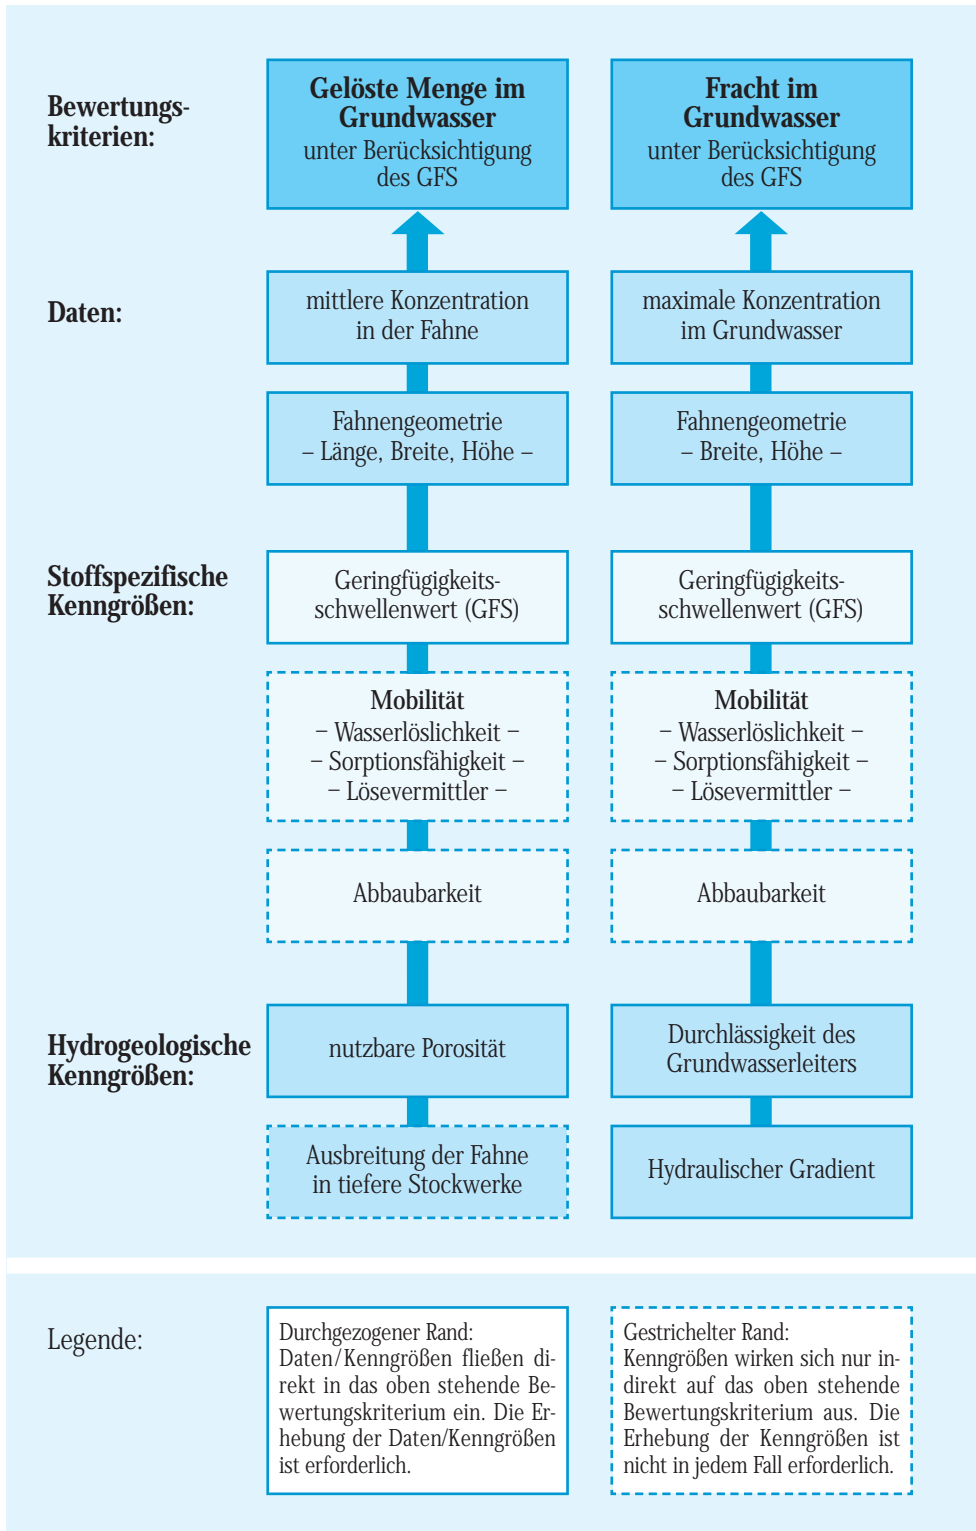 Bewertungs-
kriterien:
Gelöste Menge im
Grundwasser
unter Berücksichtigung
des GFS
Fracht im
Grundwasser
unter Berücksichtigung
des GFS
Daten:
mittlere Konzentration
in der Fahne
maximale Konzentration
im Grundwasser
Fahnengeometrie
– Länge, Breite, Höhe –
Fahnengeometrie
– Breite, Höhe –
Stoffspezifische
Kenngrößen:
Geringfügigkeits-
schwellenwert (GFS)
Geringfügigkeits-
schwellenwert (GFS)
Mobilität
– Wasserlöslichkeit –
– Sorptionsfähigkeit –
– Lösevermittler –
Mobilität
– Wasserlöslichkeit –
– Sorptionsfähigkeit –
– Lösevermittler –
Abbaubarkeit
Abbaubarkeit
Hydrogeologische
Kenngrößen:
nutzbare Porosität
Durchlässigkeit des
Grundwasserleiters
Ausbreitung der Fahne
in tiefere Stockwerke
Hydraulischer Gradient
Legende:
Durchgezogener Rand:
Daten/Kenngrößen fließen di-
rekt in das oben stehende Be-
wertungskriterium ein. Die Er-
hebung der Daten/Kenngrößen
ist erforderlich.
Gestrichelter Rand:
Kenngrößen wirken sich nur in-
direkt auf das oben stehende
Bewertungskriterium aus. Die
Erhebung der Kenngrößen ist
nicht in jedem Fall erforderlich.